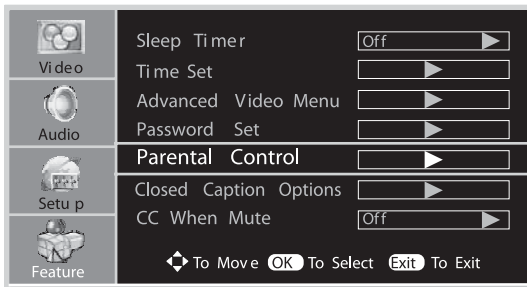 Video
Audio
Setup
Feature
Sleep Timer Off
Time Set
Advanced Video Menu
Password Set
Parental Control
Closed Caption Options
CC When Mute Off
To Move OK To Select Exit To Exit